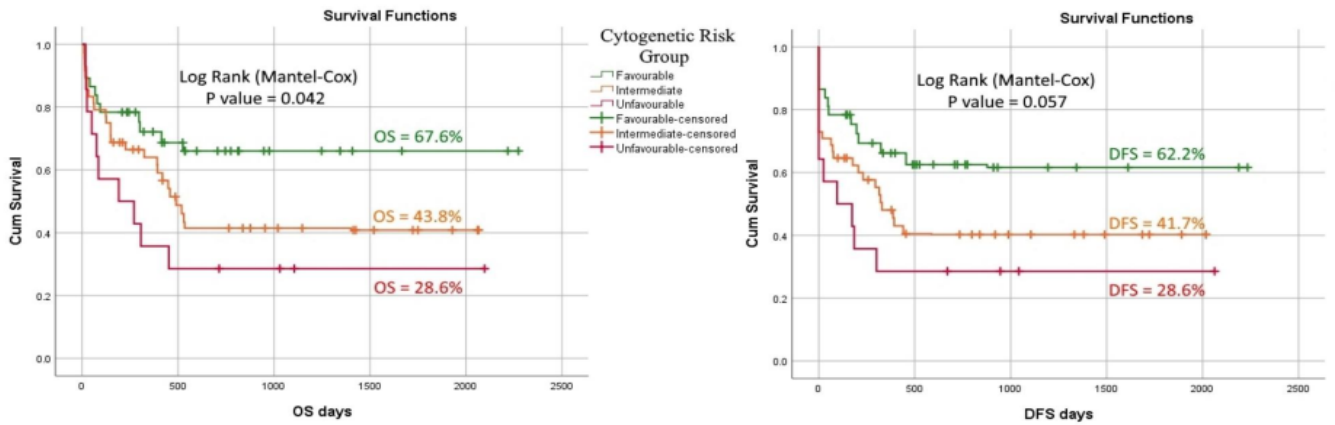 Survival Functions
Log Rank (Mantel-Cox)
P value = 0.042
OS = 67.6%
OS = 43.8%
OS = 28.6%
Cum Survival
1.0
0.8
0.6
0.4
0.2
0.0
0
500
1000
1500
2000
2500
OS days
Cytogenetic Risk
Group
Favourable
Intermediate
Unfavourable
Favourable-censored
Intermediate-censored
Unfavourable-censored
Survival Functions
Log Rank (Mantel-Cox)
P value = 0.057
DFS = 62.2%
DFS = 41.7%
DFS = 28.6%
Cum Survival
1.0
0.8
0.6
0.4
0.2
0.0
0
500
1000
1500
2000
2500
DFS days